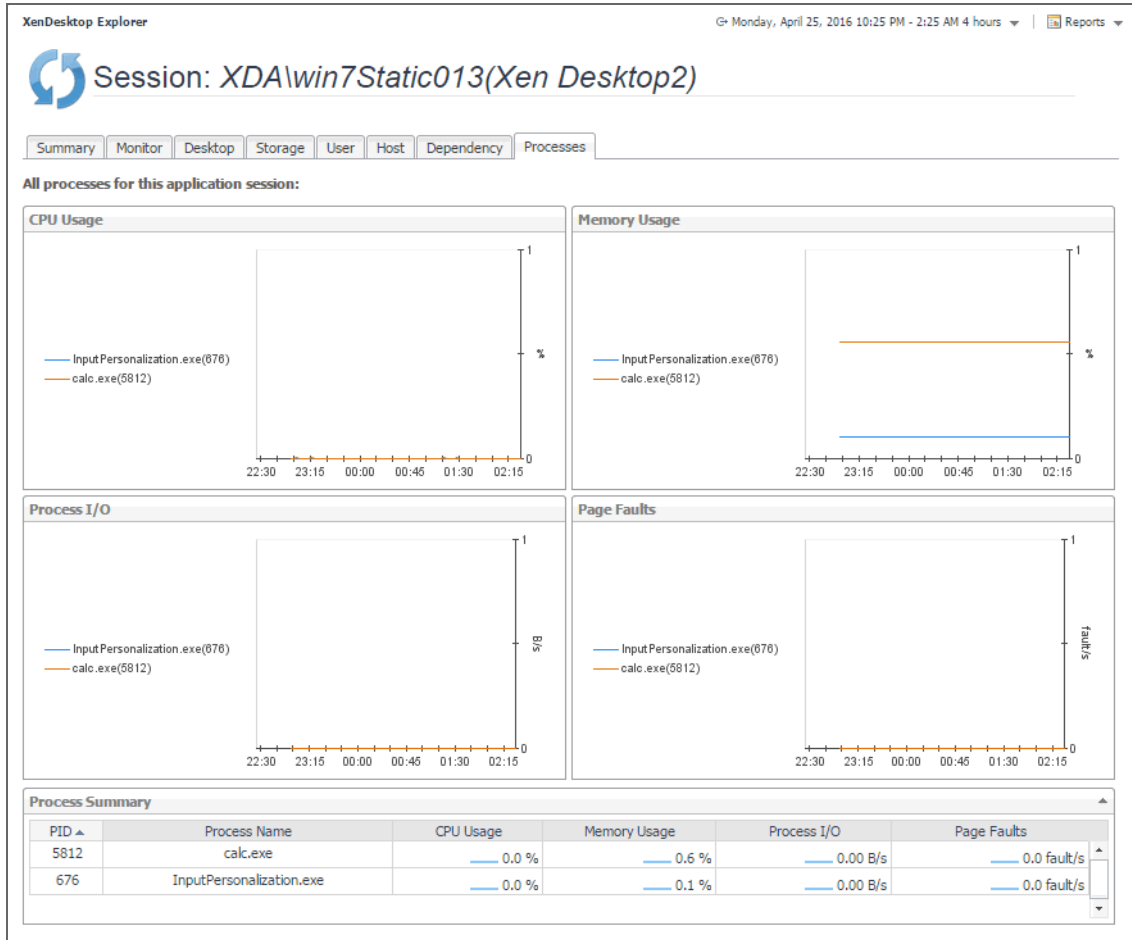 XenDesktop Explorer
Monday, April 25, 2016 10:25 PM - 2:25 AM 4 hours Reports
Session: XDA\win7Static013(Xen Desktop2)
Summary Monitor Desktop Storage User Host Dependency Processes
All processes for this application session:
CPU Usage
InputPersonalization.exe(676)
calc.exe(5812)
1
%
0
22:30 23:15 00:00 00:45 01:30 02:15
Memory Usage
InputPersonalization.exe(676)
calc.exe(5812)
1
%
0
22:30 23:15 00:00 00:45 01:30 02:15
Process I/O
InputPersonalization.exe(676)
calc.exe(5812)
1
B/s
0
22:30 23:15 00:00 00:45 01:30 02:15
Page Faults
InputPersonalization.exe(676)
calc.exe(5812)
1
fault/s
0
22:30 23:15 00:00 00:45 01:30 02:15
Process Summary
PID Process Name CPU Usage Memory Usage Process I/O Page Faults
5812 calc.exe 0.0 % 0.6 % 0.00 B/s 0.0 fault/s
676 InputPersonalization.exe 0.0 % 0.1 % 0.00 B/s 0.0 fault/s